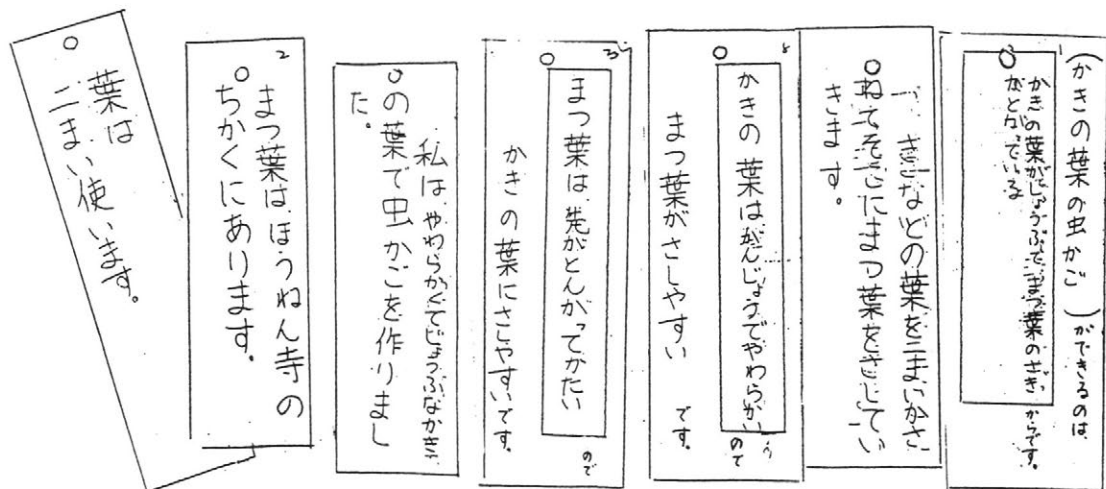 1
(かきの葉の虫かご)ができるのは、
かきの葉がじょうぶで、まつ葉のさき
がとがっている
からです。
一、ささなどの葉を二まいかさ
ねてそこにまつ葉をさしてい
きます。
かきの葉はがんじょうでやわらかい
ので
まつ葉がさしやすい です。
3
まつ葉は先がとんがってかたい
ので
かきの葉にさしやすいです。
私は、やわらかくてじょうぶなかき
の葉で虫かごを作りまし
た。
2
まつ葉は、ほうねん寺の
ちかくにあります。
葉は
二まい使います。